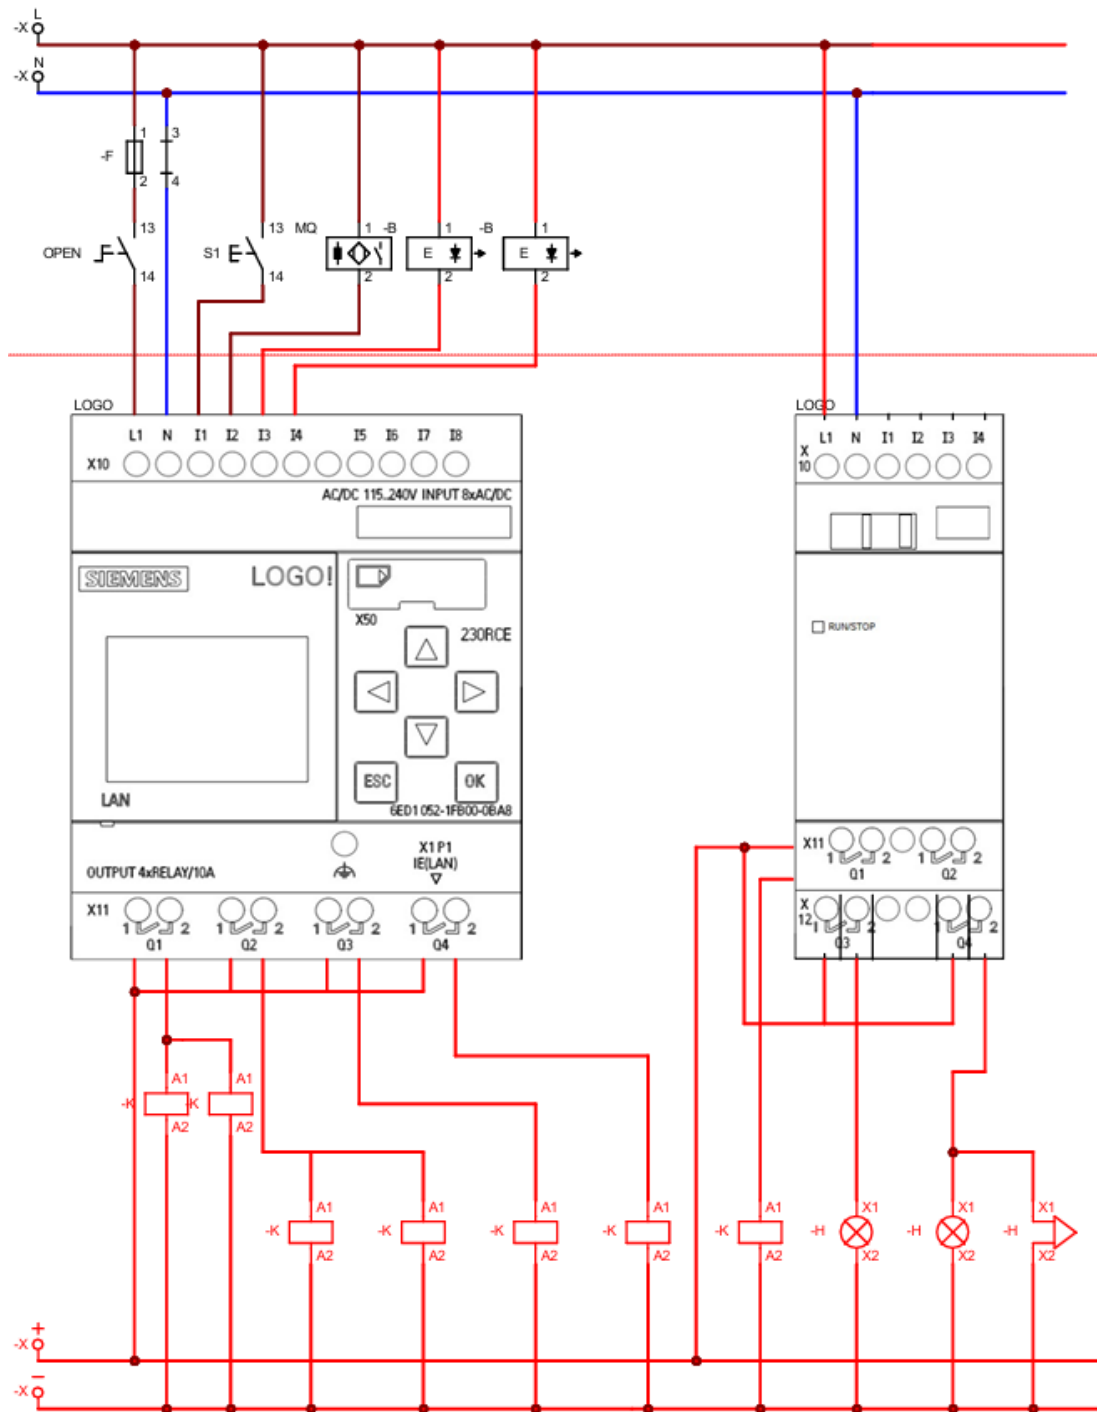 L
-X
N
-X
1 3
-F
2 4
13 13 MQ 1 -B 1 -B 1
OPEN S1 E E
14 14 2 2 2
LOGO LOGO
L1 N I1 I2 I3 I4 I5 I6 I7 I8
X10
L1 N I1 I2 I3 I4
X
10
AC/DC 115..240V INPUT 8xAC/DC
SIEMENS LOGO!
X50
230RCE
RUN/STOP
ESC OK
LAN
6ED1 052-1FB00-0BA8
X1 P1
IE(LAN)
OUTPUT 4xRELAY/10A
X11
1 2 1 2
Q1 Q2
X11
1 2 1 2 1 2 1 2
Q1 Q2 Q3 Q4
X
12
1 2 1 2
Q3 Q4
A1 A1
-K -K
A2 A2
A1 A1 A1 A1 A1 X1 X1 X1
-K -K -K -K -K -H -H -H
A2 A2 A2 A2 A2 X2 X2 X2
+
-X
−
-X